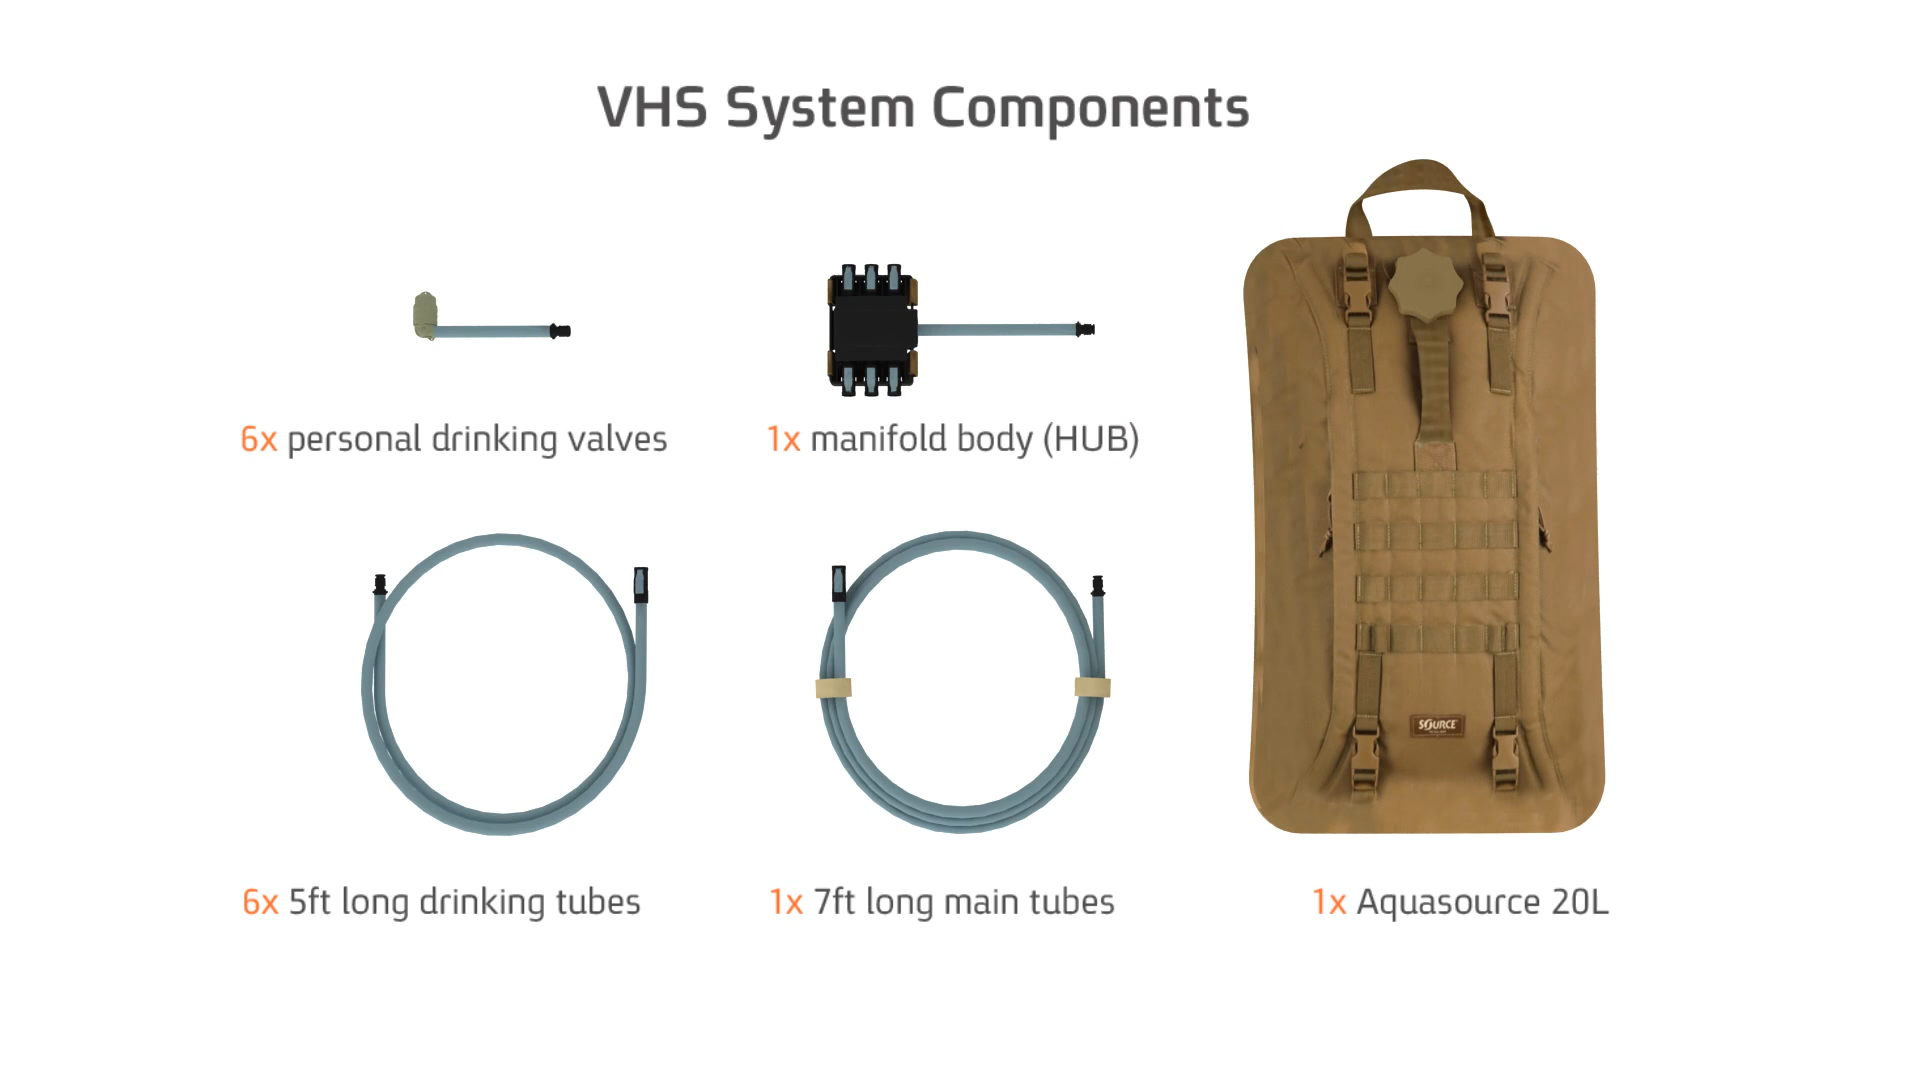 VHS System Components
6x personal drinking valves
1x manifold body (HUB)
SOURCE
6x 5ft long drinking tubes
1x 7ft long main tubes
1x Aquasource 20L